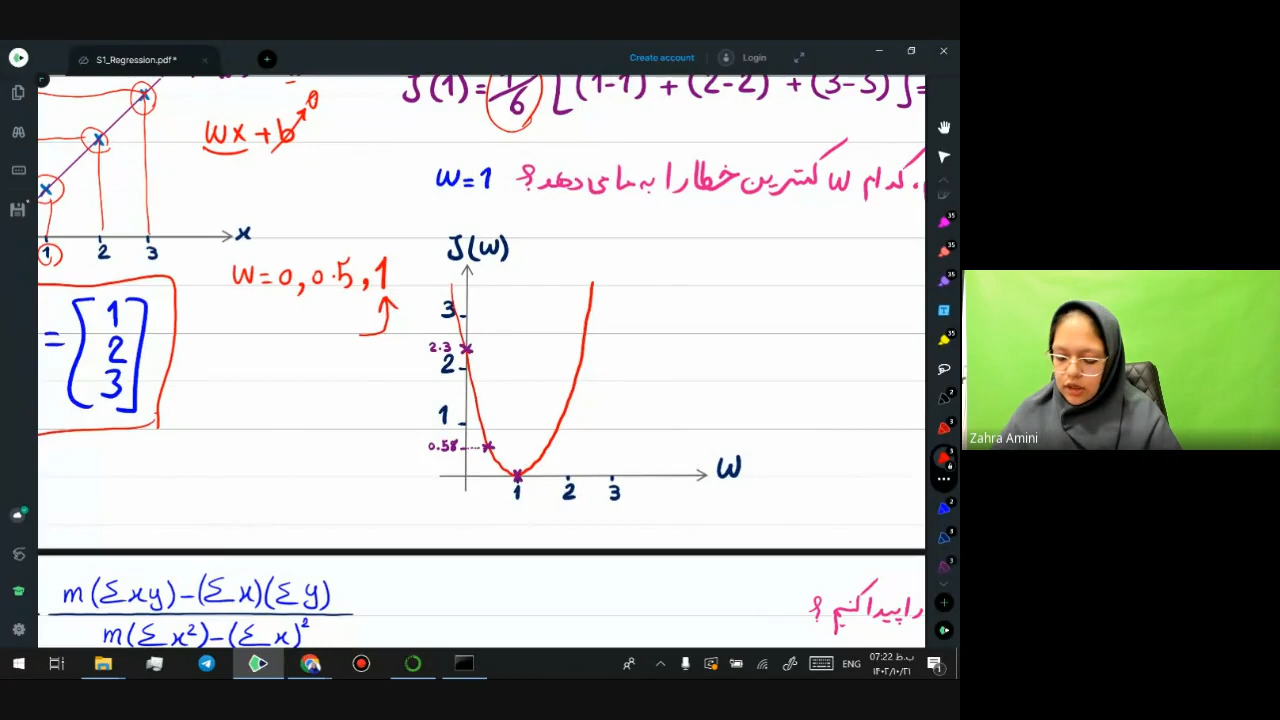 S1_Regression.pdf*
Create account
Login
J(1) = 1/6 [(1-1) + (2-2) + (3-3)] =
wx + b → 0
w=1
کدام w کمترین خطا را به ما می دهد؟
x
1 2 3
w = 0, 0.5, 1
= [1 2 3]
J(w)
3
2.3
2
1
0.58
1 2 3
w
m(Σxy)-(Σx)(Σy)
m(Σx²)-(Σx)²
را پیدا کنیم؟
Zahra Amini
ENG
07:22 ب.ظ
۱۴۰۲/۱۰/۲۱